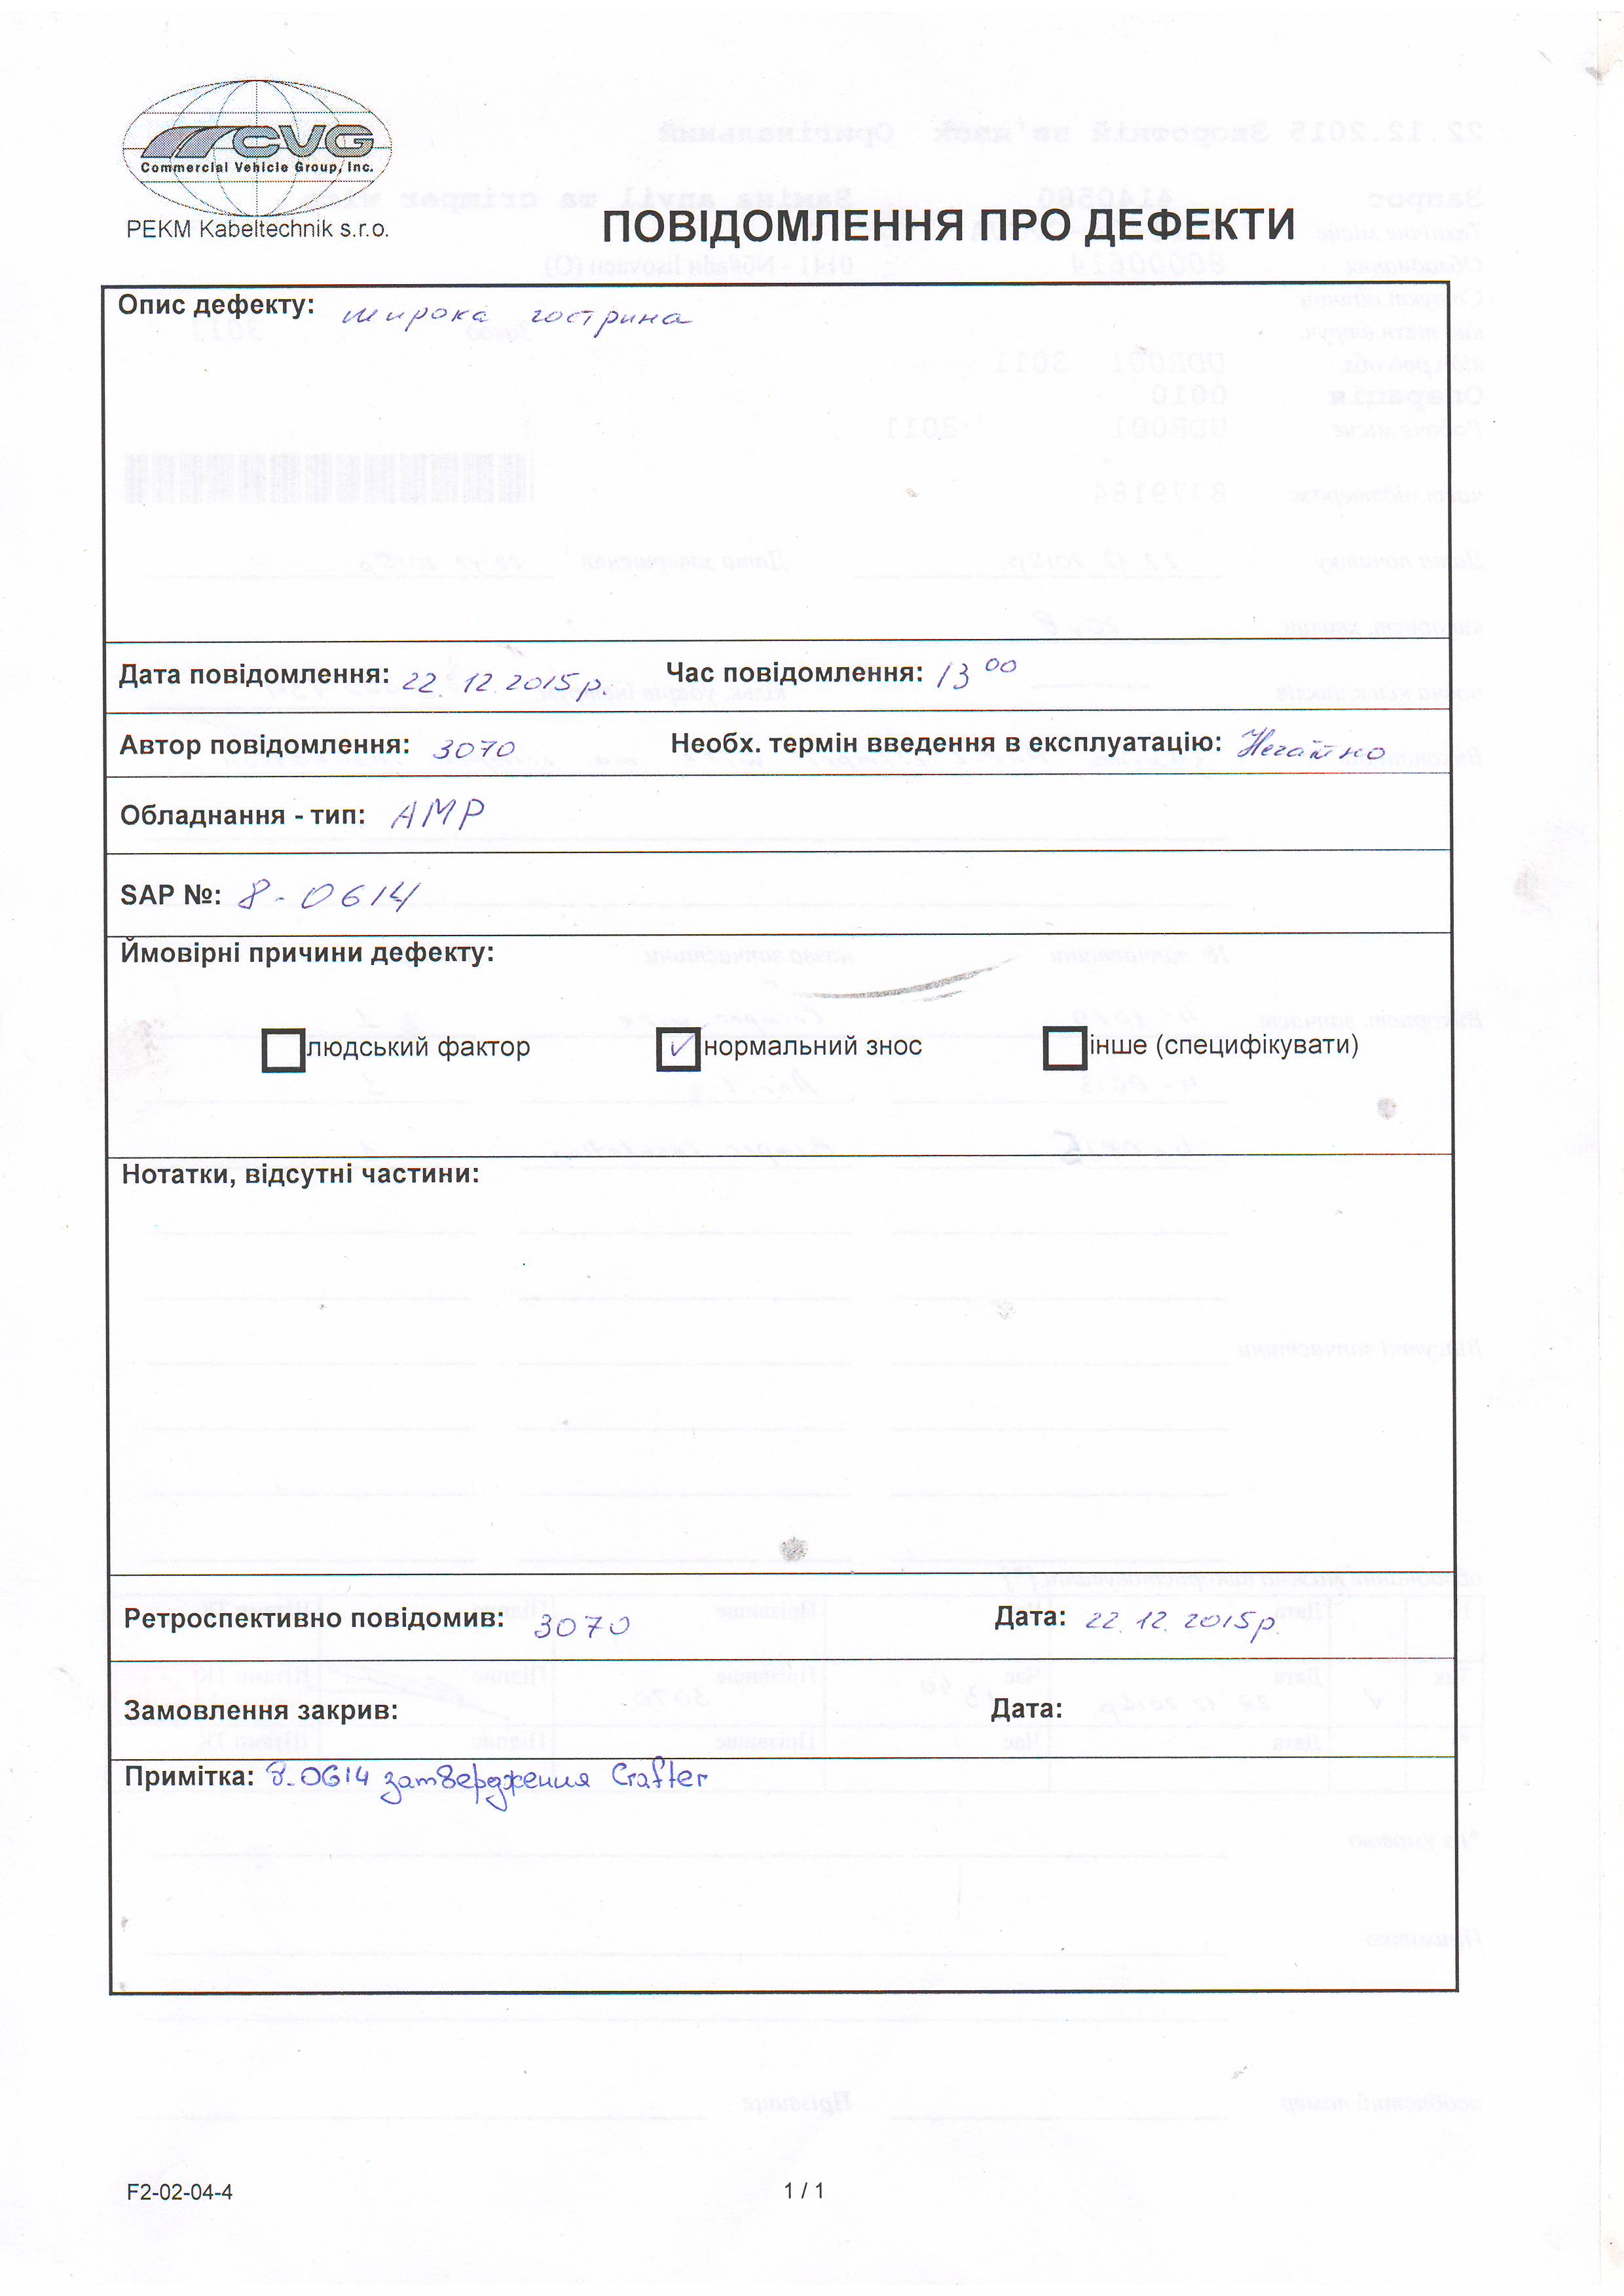 CVG
Commercial Vehicle Group, Inc.
PEKM Kabeltechnik s.r.o.
ПОВІДОМЛЕННЯ ПРО ДЕФЕКТИ
Опис дефекту: широка гострина
Дата повідомлення: 22.12.2015р. Час повідомлення: 13 00
Автор повідомлення: 3070 Необх. термін введення в експлуатацію: Негайно
Обладнання - тип: AMP
SAP №: 8-0614
Ймовірні причини дефекту:
людський фактор ✓ нормальний знос інше (специфікувати)
Нотатки, відсутні частини:
Ретроспективно повідомив: 3070 Дата: 22.12.2015р.
Замовлення закрив: Дата:
Примітка: 8-0614 затвердження Crafter
F2-02-04-4 1 / 1